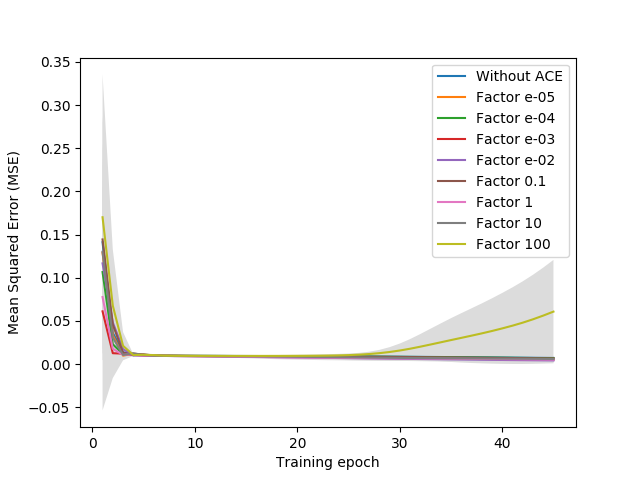 0.35
0.30
0.25
0.20
0.15
0.10
0.05
0.00
−0.05
Mean Squared Error (MSE)
0
10
20
30
40
Training epoch
Without ACE
Factor e-05
Factor e-04
Factor e-03
Factor e-02
Factor 0.1
Factor 1
Factor 10
Factor 100